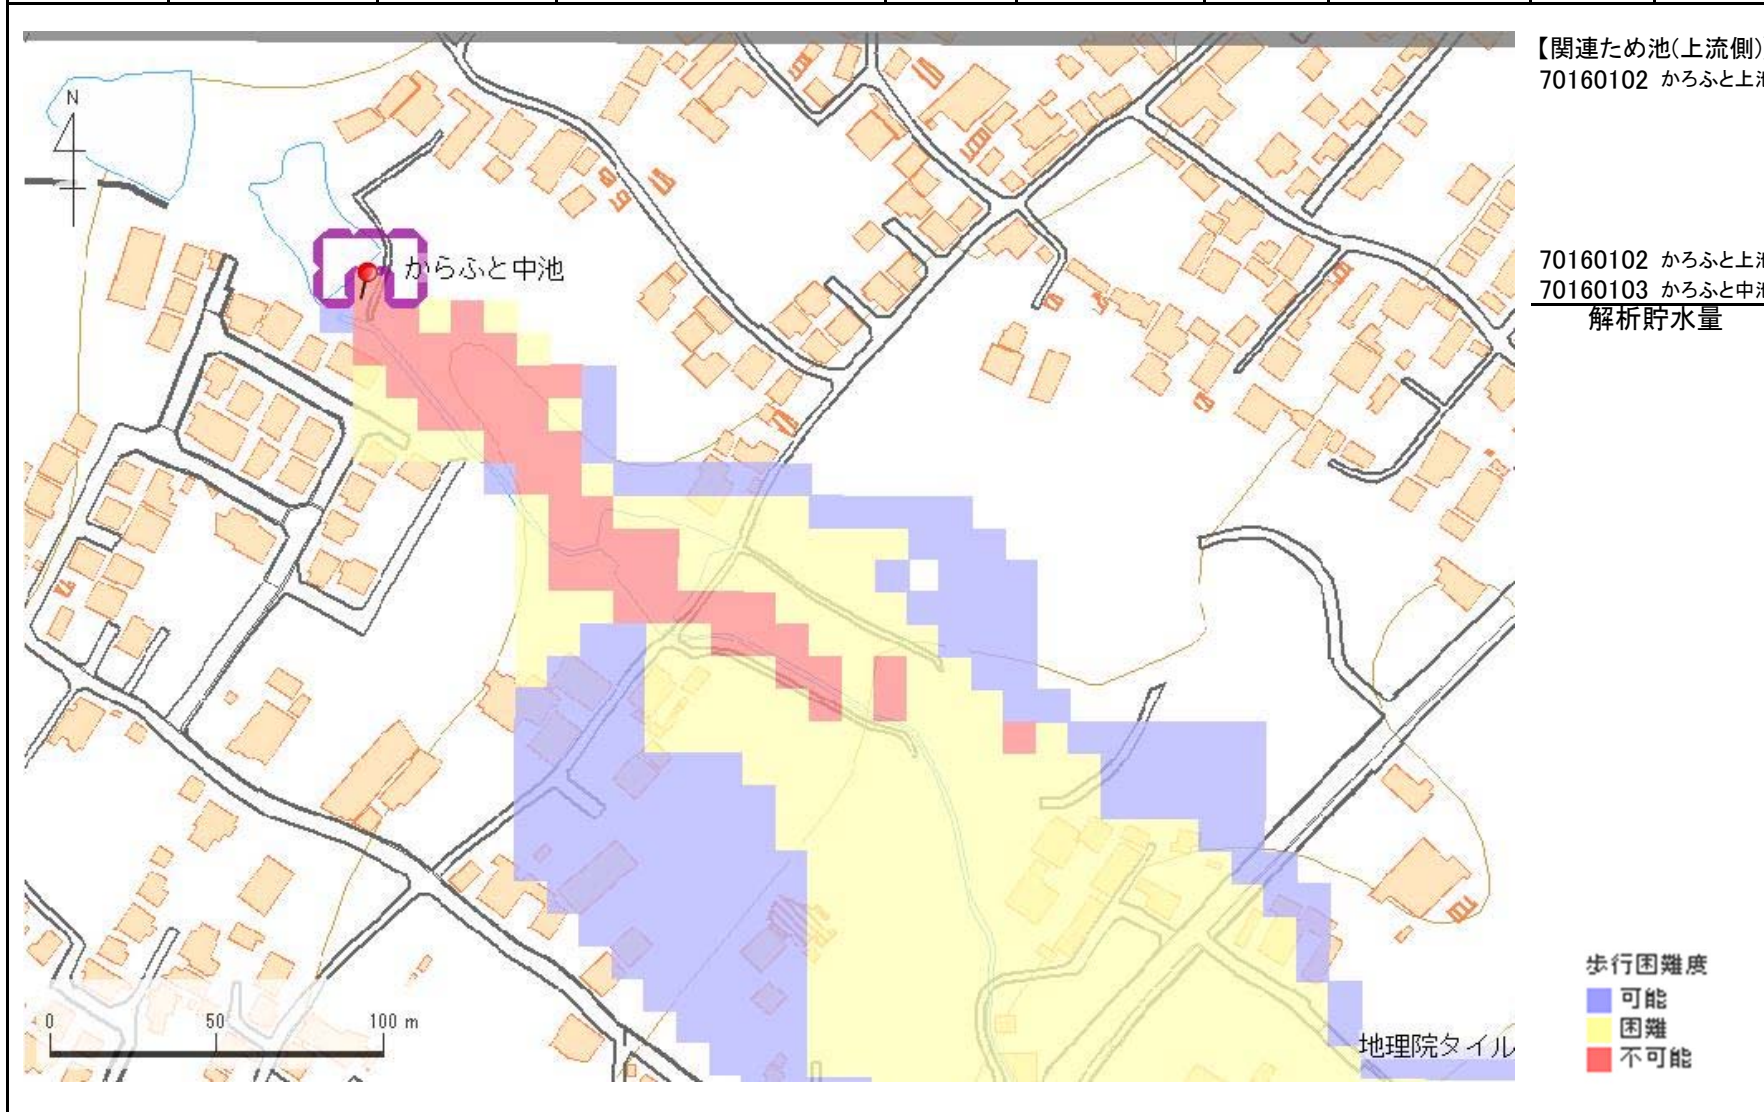 【関連ため池(上流側)
70160102 かろふと上池
N
からふと中池
70160102 かろふと上池
70160103 かろふと中池
解析貯水量
歩行困難度
可能
困難
不可能
0 50 100 m
地理院タイル